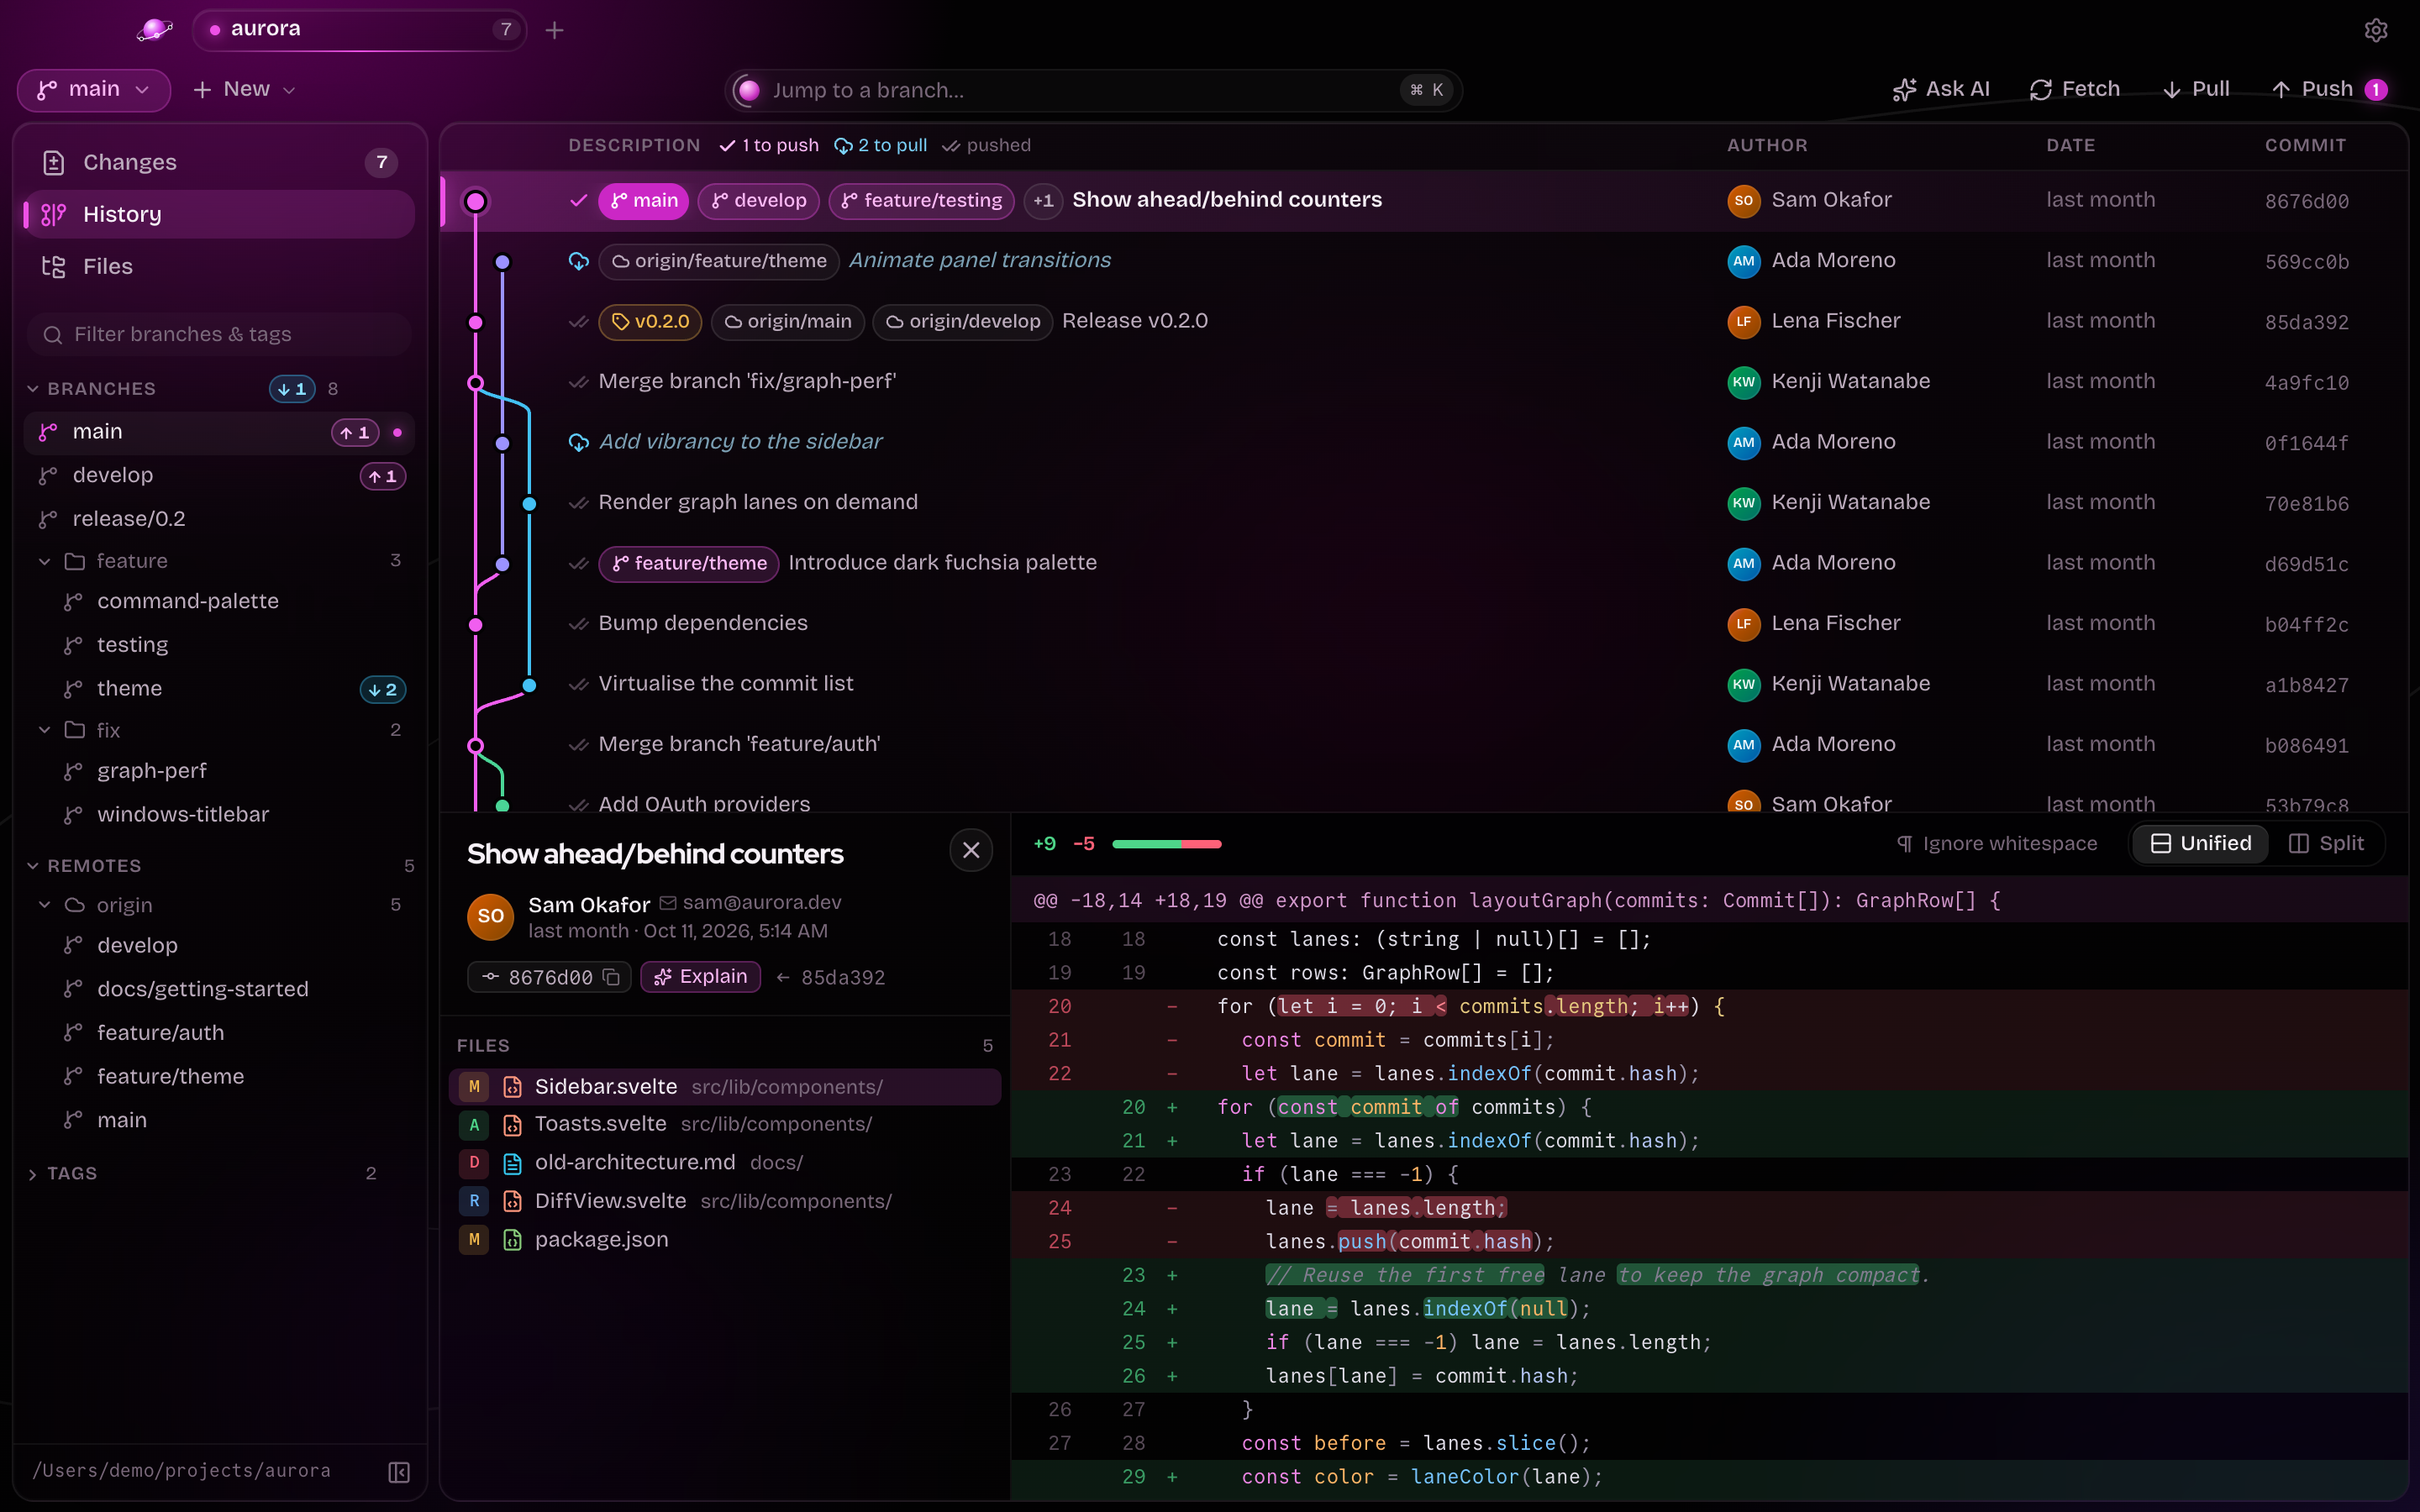 aurora 7
main New Jump to a branch... ⌘ K Ask AI Fetch Pull Push 1
Changes 7
History
Files
Filter branches & tags
BRANCHES ↓ 1 8
main ↑ 1
develop ↑ 1
release/0.2
feature 3
command-palette
testing
theme ↓ 2
fix 2
graph-perf
windows-titlebar
REMOTES 5
origin 5
develop
docs/getting-started
feature/auth
feature/theme
main
TAGS 2
/Users/demo/projects/aurora
DESCRIPTION 1 to push 2 to pull pushed AUTHOR DATE COMMIT
main develop feature/testing +1 Show ahead/behind counters SO Sam Okafor last month 8676d00
origin/feature/theme Animate panel transitions AM Ada Moreno last month 569cc0b
v0.2.0 origin/main origin/develop Release v0.2.0 LF Lena Fischer last month 85da392
Merge branch 'fix/graph-perf' KW Kenji Watanabe last month 4a9fc10
Add vibrancy to the sidebar AM Ada Moreno last month 0f1644f
Render graph lanes on demand KW Kenji Watanabe last month 70e81b6
feature/theme Introduce dark fuchsia palette AM Ada Moreno last month d69d51c
Bump dependencies LF Lena Fischer last month b04ff2c
Virtualise the commit list KW Kenji Watanabe last month a1b8427
Merge branch 'feature/auth' AM Ada Moreno last month b086491
Add OAuth providers SO Sam Okafor last month 53b79c8
Show ahead/behind counters
SO Sam Okafor sam@aurora.dev
last month · Oct 11, 2026, 5:14 AM
8676d00 Explain ← 85da392
FILES 5
M Sidebar.svelte src/lib/components/
A Toasts.svelte src/lib/components/
D old-architecture.md docs/
R DiffView.svelte src/lib/components/
M package.json
+9 −5 ¶ Ignore whitespace Unified Split
@@ -18,14 +18,19 @@ export function layoutGraph(commits: Commit[]): GraphRow[] {
18 18 const lanes: (string | null)[] = [];
19 19 const rows: GraphRow[] = [];
20 − for (let i = 0; i < commits.length; i++) {
21 − const commit = commits[i];
22 − let lane = lanes.indexOf(commit.hash);
20 + for (const commit of commits) {
21 + let lane = lanes.indexOf(commit.hash);
23 22 if (lane === -1) {
24 − lane = lanes.length;
25 − lanes.push(commit.hash);
23 + // Reuse the first free lane to keep the graph compact.
24 + lane = lanes.indexOf(null);
25 + if (lane === -1) lane = lanes.length;
26 + lanes[lane] = commit.hash;
26 27 }
27 28 const before = lanes.slice();
29 + const color = laneColor(lane);